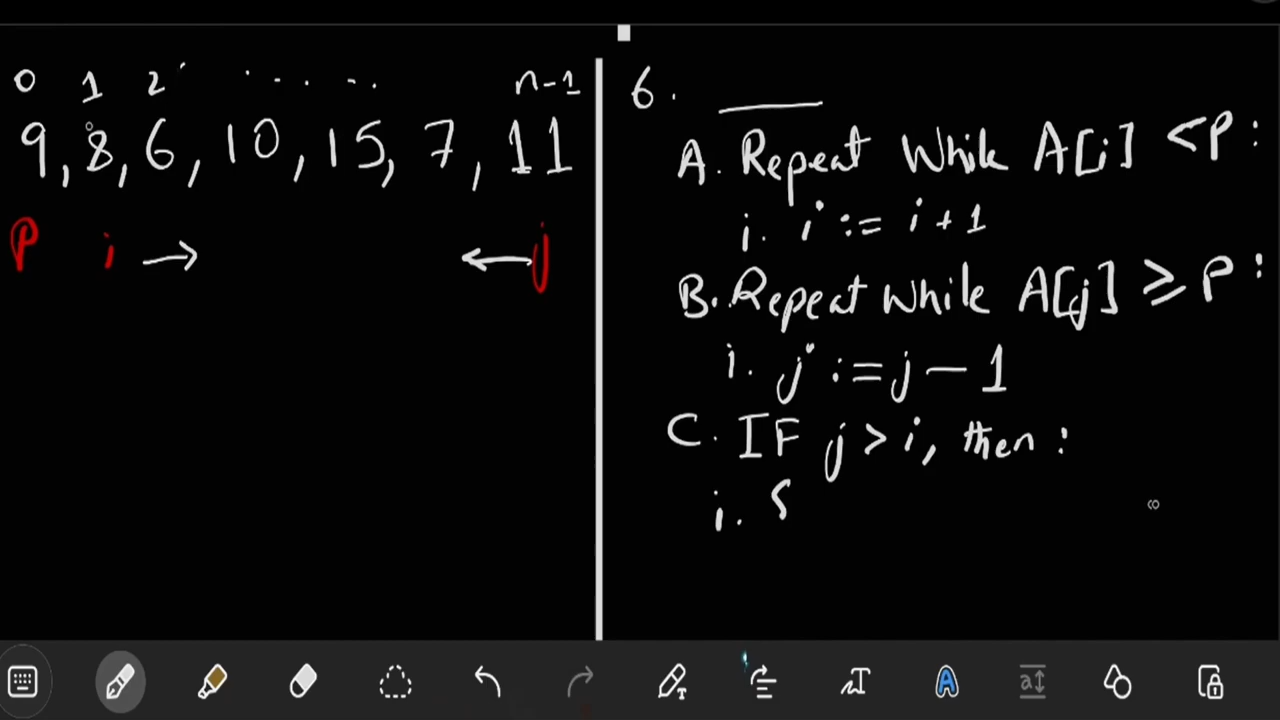 0 1 2 . . . . . . n-1
9, 8, 6, 10, 15, 7, 11
P i → ← j
6. ___
A. Repeat While A[i] < P :
i. i := i + 1
B. Repeat while A[j] ≥ P :
i. j := j - 1
C. IF j > i, then :
i. S